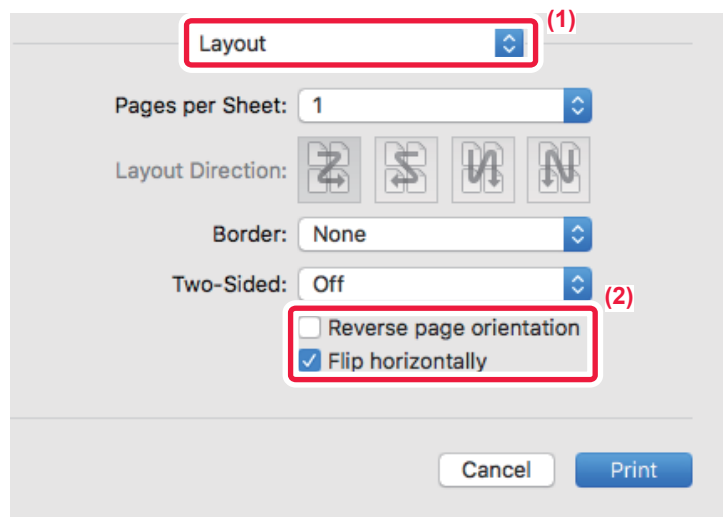 (1)
Layout
Pages per Sheet: 1
Layout Direction:
Border: None
Two-Sided: Off
(2)
Reverse page orientation
Flip horizontally
Cancel Print